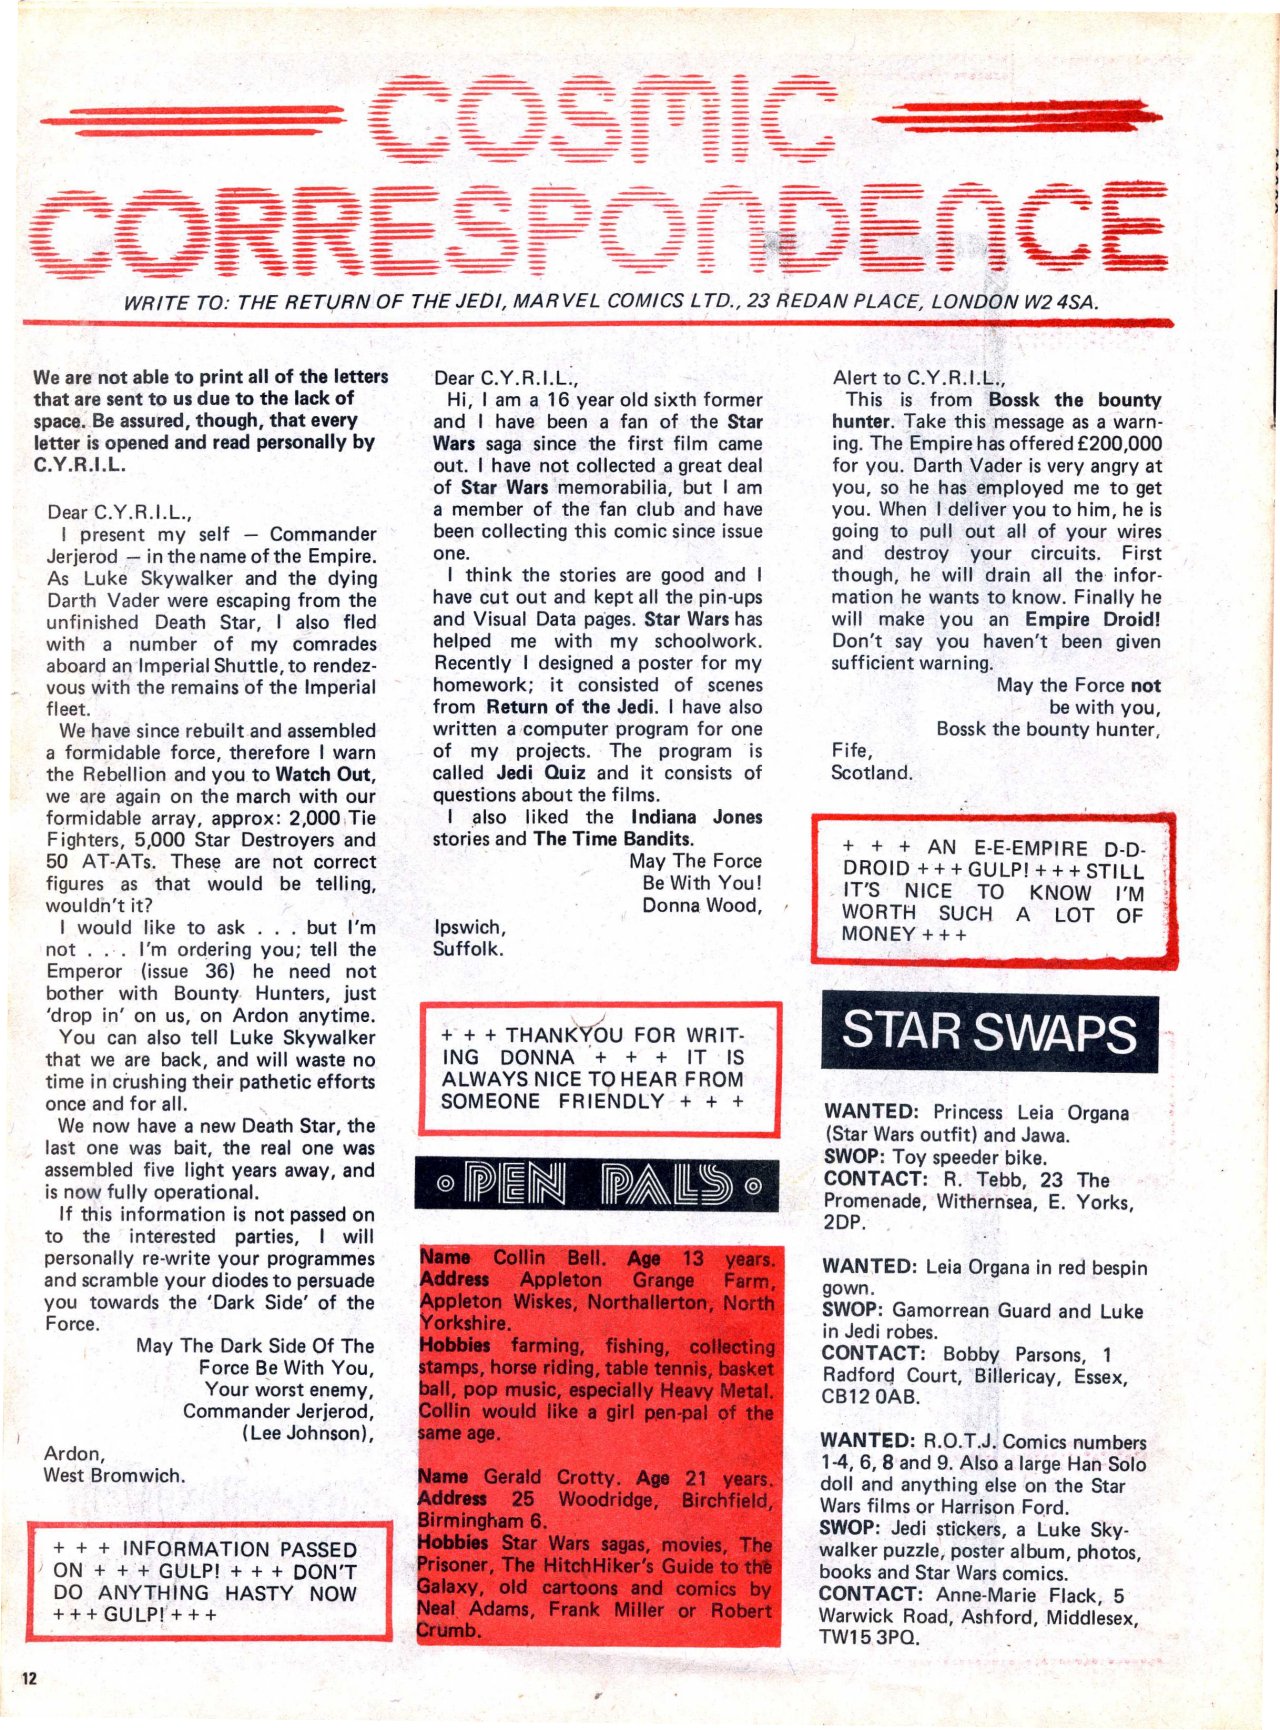 COSMIC
CORRESPONDENCE
WRITE TO: THE RETURN OF THE JEDI, MARVEL COMICS LTD., 23 REDAN PLACE, LONDON W2 4SA.
We are not able to print all of the letters
that are sent to us due to the lack of
space. Be assured, though, that every
letter is opened and read personally by
C.Y.R.I.L.
Dear C.Y.R.I.L.,
I present my self — Commander
Jerjerod — in the name of the Empire.
As Luke Skywalker and the dying
Darth Vader were escaping from the
unfinished Death Star, I also fled
with a number of my comrades
aboard an Imperial Shuttle, to rendez-
vous with the remains of the Imperial
fleet.
We have since rebuilt and assembled
a formidable force, therefore I warn
the Rebellion and you to Watch Out,
we are again on the march with our
formidable array, approx: 2,000 Tie
Fighters, 5,000 Star Destroyers and
50 AT-ATs. These are not correct
figures as that would be telling,
wouldn't it?
I would like to ask . . . but I'm
not . . . I'm ordering you; tell the
Emperor (issue 36) he need not
bother with Bounty Hunters, just
'drop in' on us, on Ardon anytime.
You can also tell Luke Skywalker
that we are back, and will waste no
time in crushing their pathetic efforts
once and for all.
We now have a new Death Star, the
last one was bait, the real one was
assembled five light years away, and
is now fully operational.
If this information is not passed on
to the interested parties, I will
personally re-write your programmes
and scramble your diodes to persuade
you towards the 'Dark Side' of the
Force.
May The Dark Side Of The
Force Be With You,
Your worst enemy,
Commander Jerjerod,
(Lee Johnson),
Ardon,
West Bromwich.
+ + + INFORMATION PASSED
ON + + + GULP! + + + DON'T
DO ANYTHING HASTY NOW
+ + + GULP! + + +
12
Dear C.Y.R.I.L.,
Hi, I am a 16 year old sixth former
and I have been a fan of the Star
Wars saga since the first film came
out. I have not collected a great deal
of Star Wars memorabilia, but I am
a member of the fan club and have
been collecting this comic since issue
one.
I think the stories are good and I
have cut out and kept all the pin-ups
and Visual Data pages. Star Wars has
helped me with my schoolwork.
Recently I designed a poster for my
homework; it consisted of scenes
from Return of the Jedi. I have also
written a computer program for one
of my projects. The program is
called Jedi Quiz and it consists of
questions about the films.
I also liked the Indiana Jones
stories and The Time Bandits.
May The Force
Be With You!
Donna Wood,
Ipswich,
Suffolk.
+ + + THANKYOU FOR WRIT-
ING DONNA + + + IT IS
ALWAYS NICE TO HEAR FROM
SOMEONE FRIENDLY + + +
PEN PALS
Name Collin Bell. Age 13 years.
Address Appleton Grange Farm,
Appleton Wiskes, Northallerton, North
Yorkshire.
Hobbies farming, fishing, collecting
stamps, horse riding, table tennis, basket
ball, pop music, especially Heavy Metal.
Collin would like a girl pen-pal of the
same age.
Name Gerald Crotty. Age 21 years.
Address 25 Woodridge, Birchfield,
Birmingham 6.
Hobbies Star Wars sagas, movies, The
Prisoner, The HitchHiker's Guide to the
Galaxy, old cartoons and comics by
Neal Adams, Frank Miller or Robert
Crumb.
Alert to C.Y.R.I.L.,
This is from Bossk the bounty
hunter. Take this message as a warn-
ing. The Empire has offered £200,000
for you. Darth Vader is very angry at
you, so he has employed me to get
you. When I deliver you to him, he is
going to pull out all of your wires
and destroy your circuits. First
though, he will drain all the infor-
mation he wants to know. Finally he
will make you an Empire Droid!
Don't say you haven't been given
sufficient warning.
May the Force not
be with you,
Bossk the bounty hunter,
Fife,
Scotland.
+ + + AN E-E-EMPIRE D-D-
DROID + + + GULP! + + + STILL
IT'S NICE TO KNOW I'M
WORTH SUCH A LOT OF
MONEY + + +
STAR SWAPS
WANTED: Princess Leia Organa
(Star Wars outfit) and Jawa.
SWOP: Toy speeder bike.
CONTACT: R. Tebb, 23 The
Promenade, Withernsea, E. Yorks,
2DP.
WANTED: Leia Organa in red bespin
gown.
SWOP: Gamorrean Guard and Luke
in Jedi robes.
CONTACT: Bobby Parsons, 1
Radford Court, Billericay, Essex,
CB12 0AB.
WANTED: R.O.T.J. Comics numbers
1-4, 6, 8 and 9. Also a large Han Solo
doll and anything else on the Star
Wars films or Harrison Ford.
SWOP: Jedi stickers, a Luke Sky-
walker puzzle, poster album, photos,
books and Star Wars comics.
CONTACT: Anne-Marie Flack, 5
Warwick Road, Ashford, Middlesex,
TW15 3PQ.